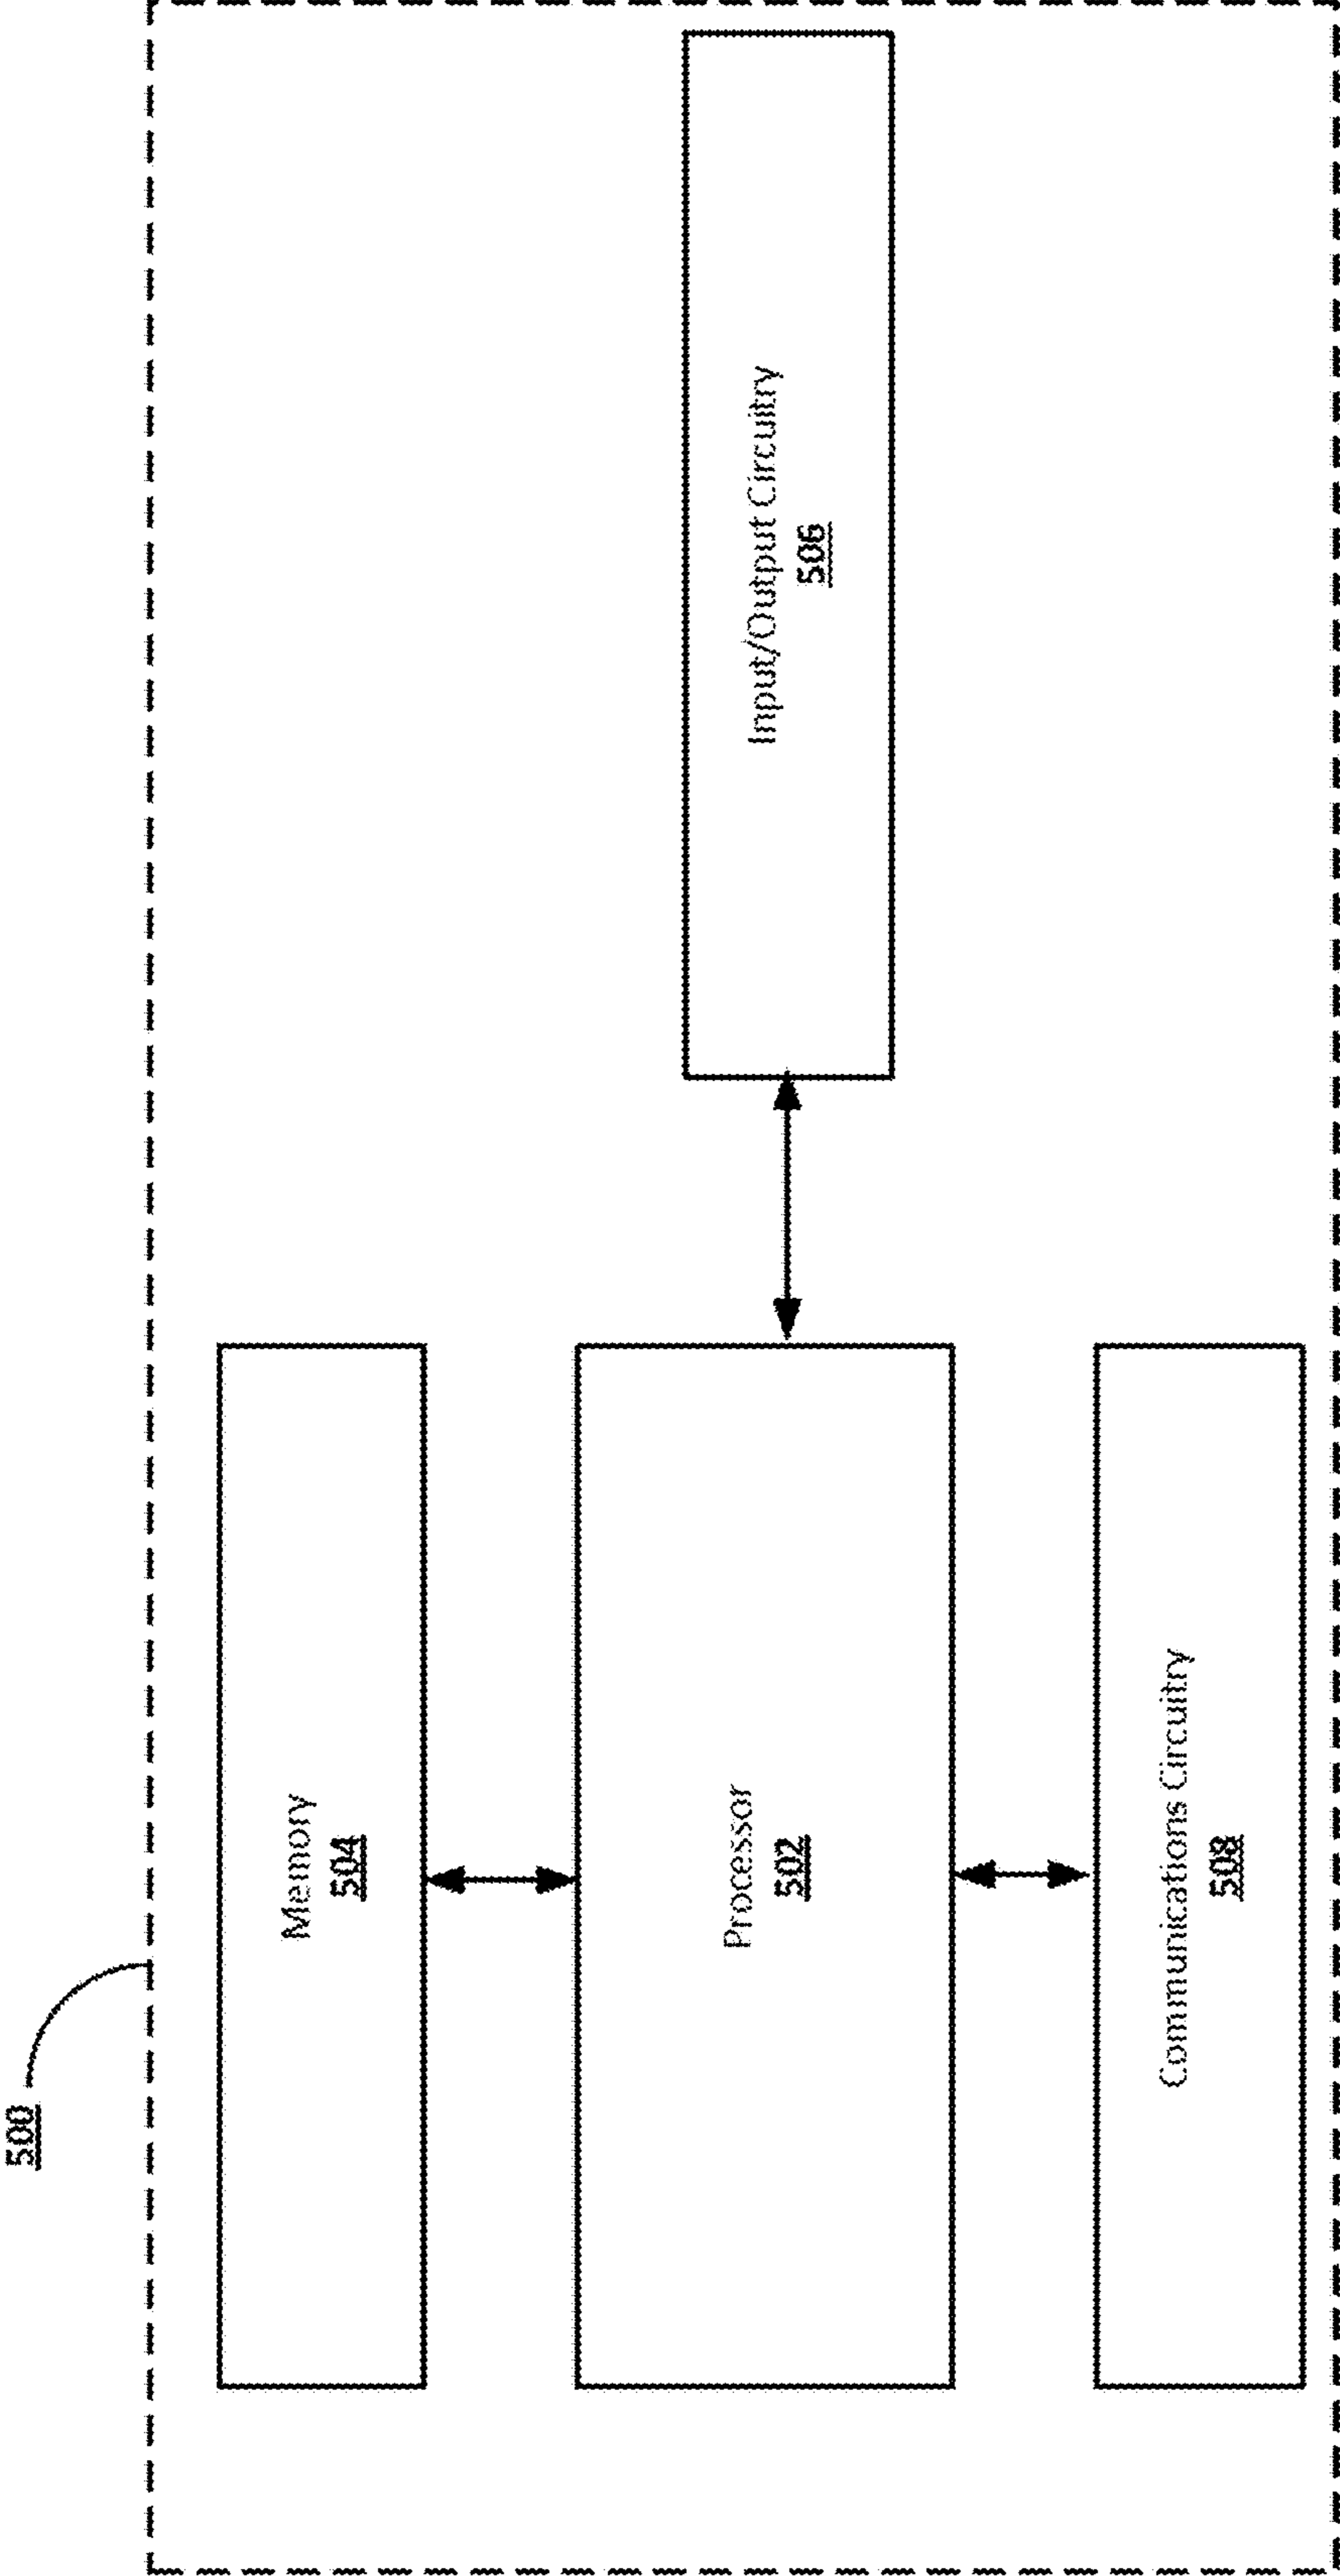 500
Memory
504
Processor
502
Input/Output Circuitry
506
Communications Circuitry
508